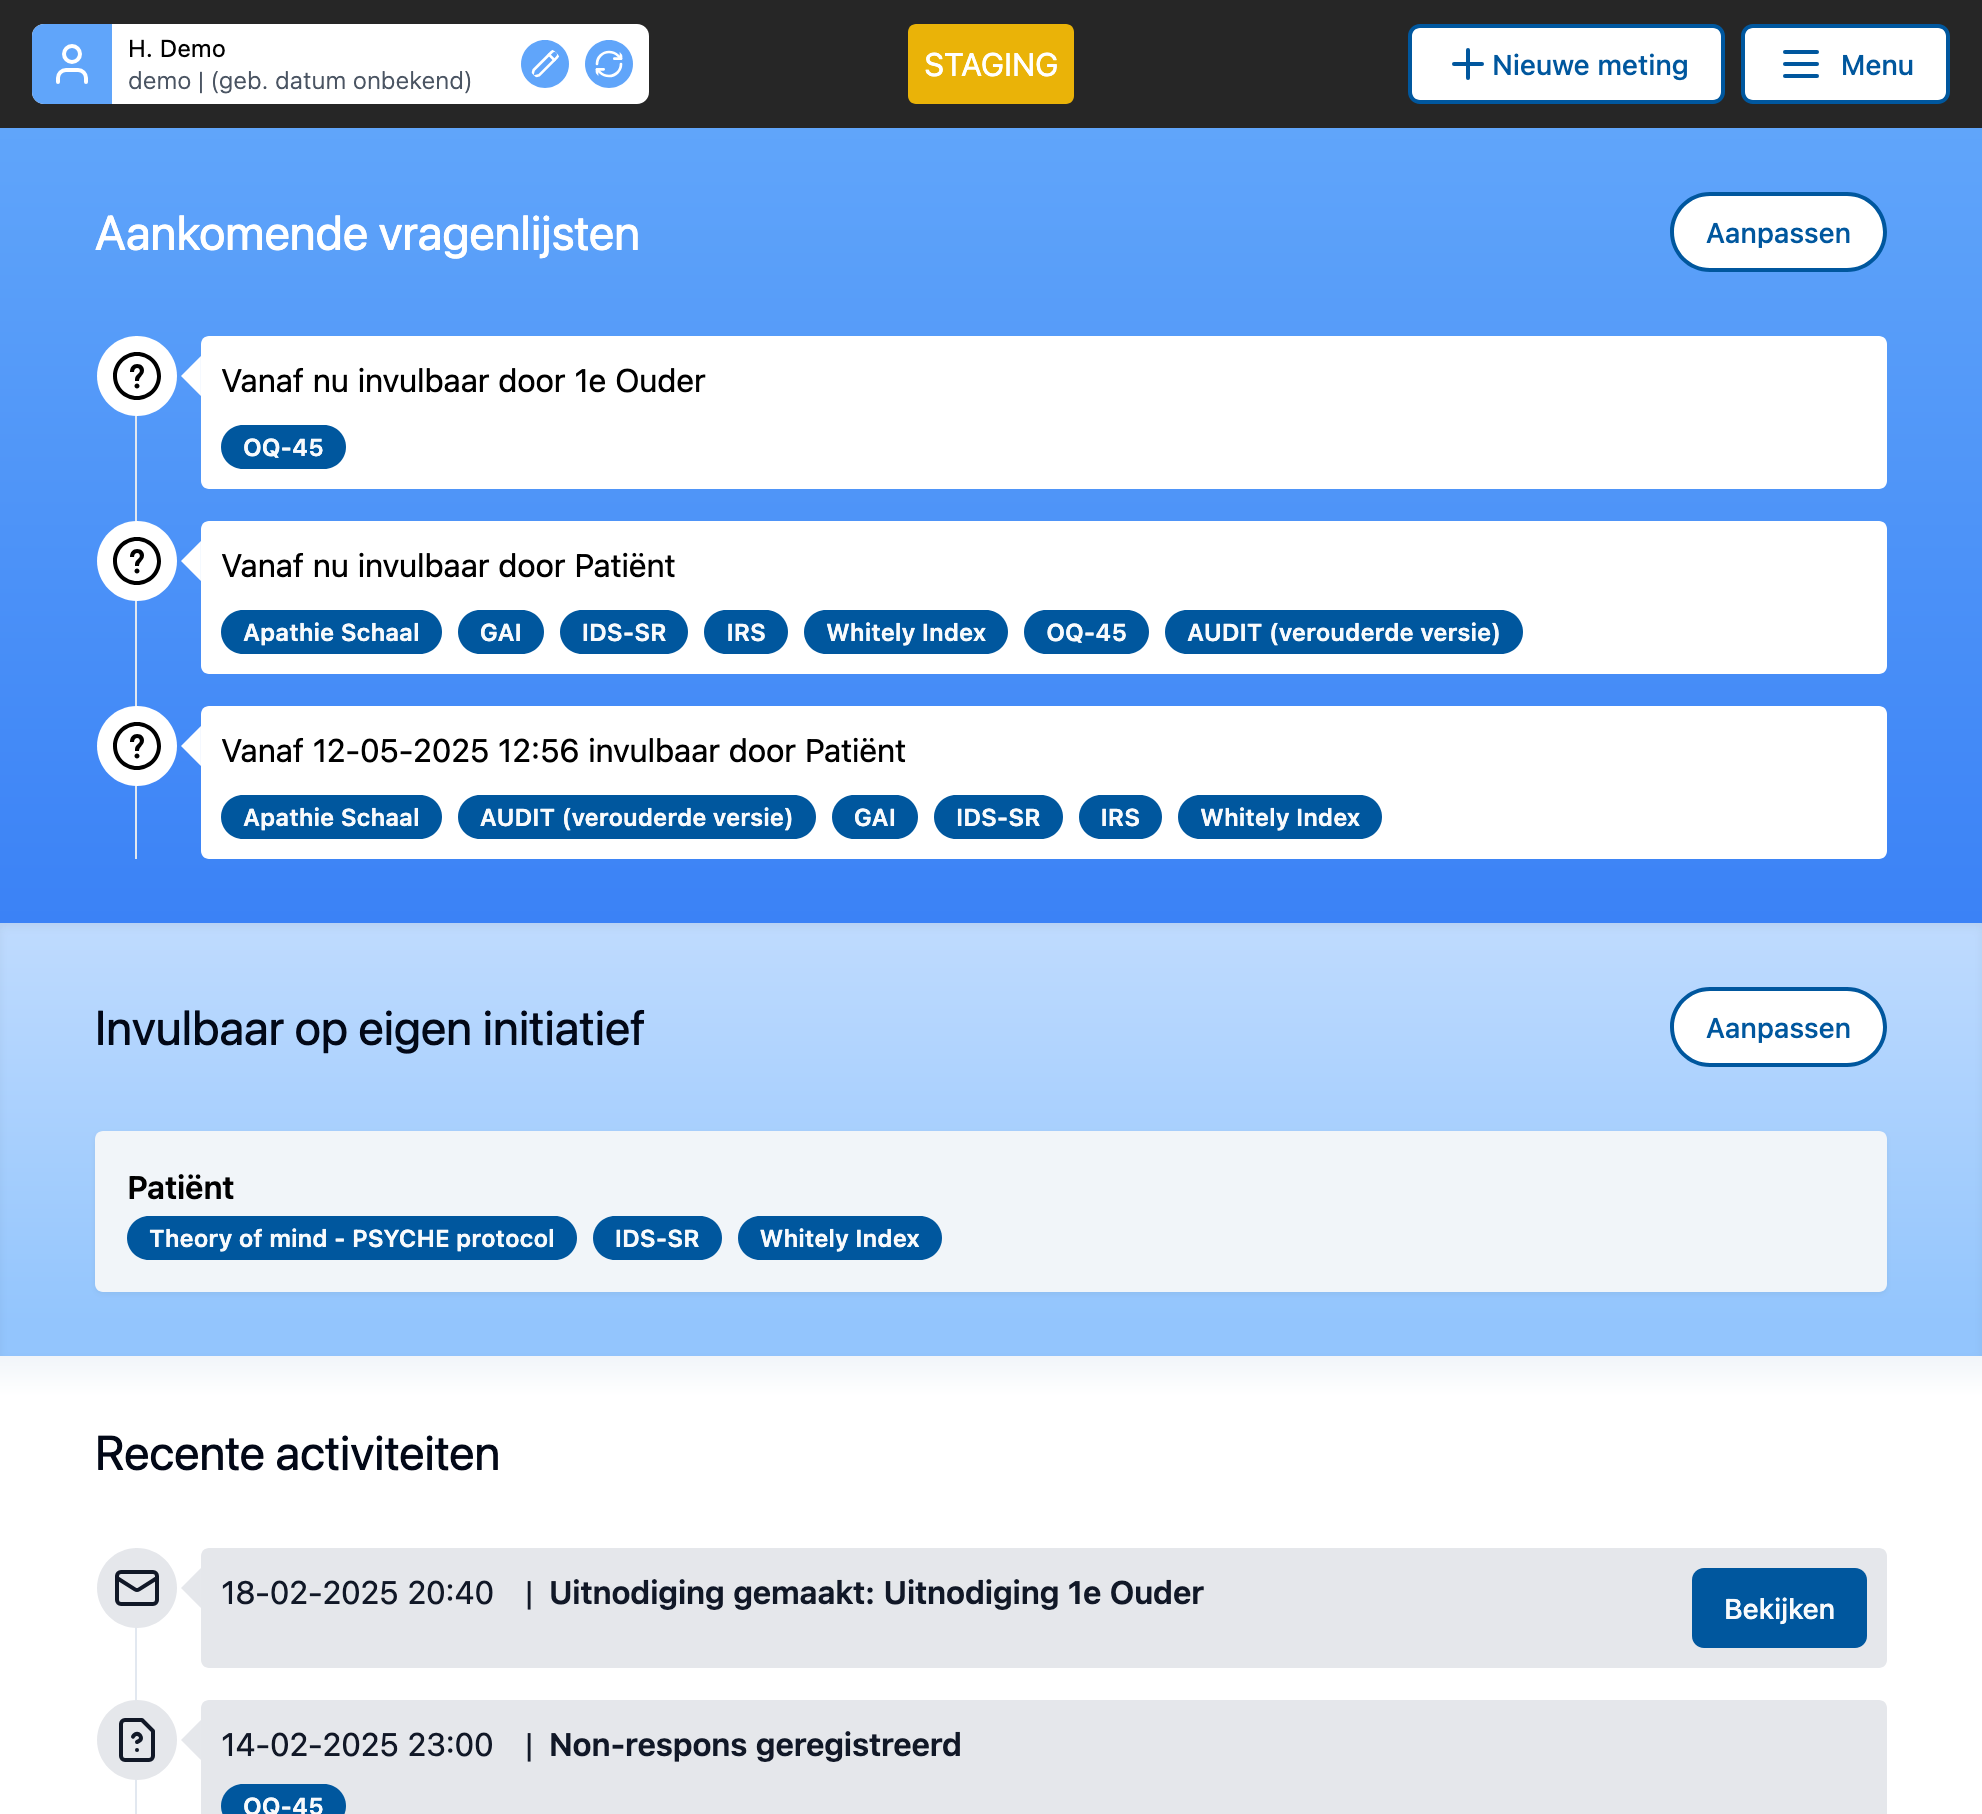 H. Demo
demo | (geb. datum onbekend)
STAGING
Nieuwe meting
Menu
Aankomende vragenlijsten
Aanpassen
Vanaf nu invulbaar door 1e Ouder
OQ-45
Vanaf nu invulbaar door Patiënt
Apathie Schaal GAI IDS-SR IRS Whitely Index OQ-45 AUDIT (verouderde versie)
Vanaf 12-05-2025 12:56 invulbaar door Patiënt
Apathie Schaal AUDIT (verouderde versie) GAI IDS-SR IRS Whitely Index
Invulbaar op eigen initiatief
Aanpassen
Patiënt
Theory of mind - PSYCHE protocol IDS-SR Whitely Index
Recente activiteiten
18-02-2025 20:40 | Uitnodiging gemaakt: Uitnodiging 1e Ouder
Bekijken
14-02-2025 23:00 | Non-respons geregistreerd
OQ-45